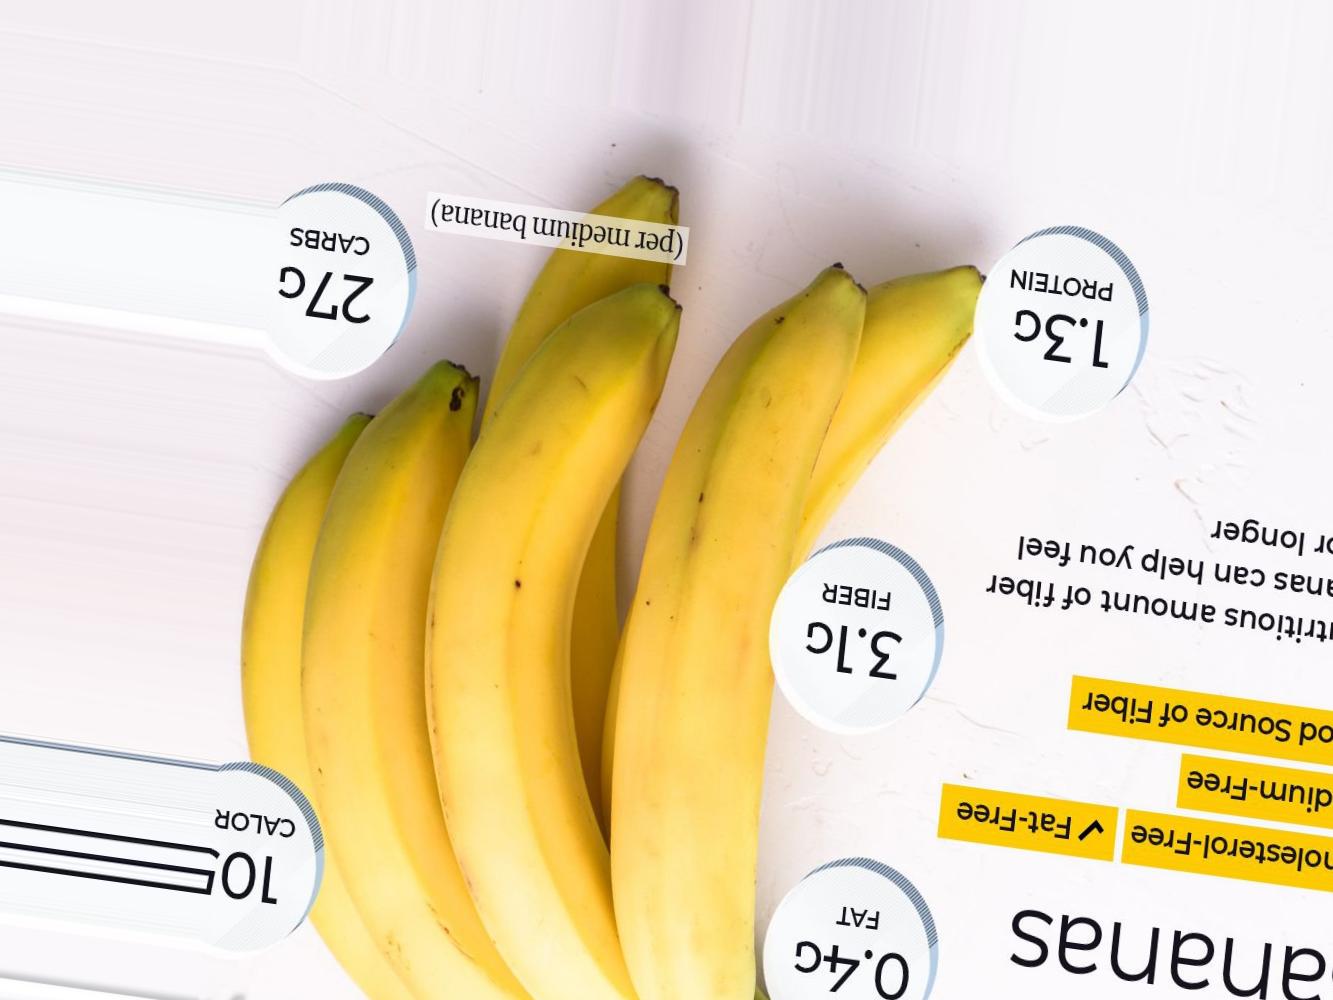 ananas
olesterol-Free
✓ Fat-Free
dium-Free
od Source of Fiber
tritious amount of fiber
anas can help you feel
or longer
0.4G
FAT
10
CALOR
3.1G
FIBER
1.3G
PROTEIN
27G
CARBS
(per medium banana)